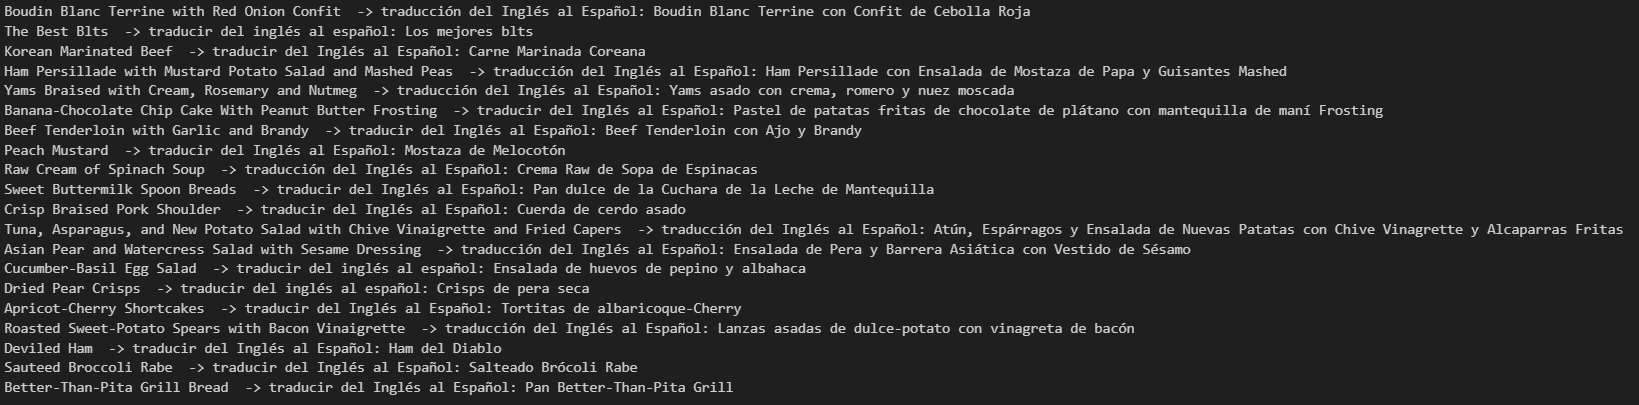 Boudin Blanc Terrine with Red Onion Confit  -> traducción del Inglés al Español: Boudin Blanc Terrine con Confit de Cebolla Roja
The Best Blts  -> traducir del inglés al español: Los mejores blts
Korean Marinated Beef  -> traducir del Inglés al Español: Carne Marinada Coreana
Ham Persillade with Mustard Potato Salad and Mashed Peas  -> traducción del Inglés al Español: Ham Persillade con Ensalada de Mostaza de Papa y Guisantes Mashed
Yams Braised with Cream, Rosemary and Nutmeg  -> traducción del Inglés al Español: Yams asado con crema, romero y nuez moscada
Banana-Chocolate Chip Cake With Peanut Butter Frosting  -> traducir del Inglés al Español: Pastel de patatas fritas de chocolate de plátano con mantequilla de maní Frosting
Beef Tenderloin with Garlic and Brandy  -> traducir del Inglés al Español: Beef Tenderloin con Ajo y Brandy
Peach Mustard  -> traducir del Inglés al Español: Mostaza de Melocotón
Raw Cream of Spinach Soup  -> traducción del Inglés al Español: Crema Raw de Sopa de Espinacas
Sweet Buttermilk Spoon Breads  -> traducir del Inglés al Español: Pan dulce de la Cuchara de la Leche de Mantequilla
Crisp Braised Pork Shoulder  -> traducir del Inglés al Español: Cuerda de cerdo asado
Tuna, Asparagus, and New Potato Salad with Chive Vinaigrette and Fried Capers  -> traducción del Inglés al Español: Atún, Espárragos y Ensalada de Nuevas Patatas con Chive Vinagrette y Alcaparras Fritas
Asian Pear and Watercress Salad with Sesame Dressing  -> traducción del Inglés al Español: Ensalada de Pera y Barrera Asiática con Vestido de Sésamo
Cucumber-Basil Egg Salad  -> traducir del inglés al español: Ensalada de huevos de pepino y albahaca
Dried Pear Crisps  -> traducir del inglés al español: Crisps de pera seca
Apricot-Cherry Shortcakes  -> traducir del Inglés al Español: Tortitas de albaricoque-Cherry
Roasted Sweet-Potato Spears with Bacon Vinaigrette  -> traducción del Inglés al Español: Lanzas asadas de dulce-potato con vinagreta de bacón
Deviled Ham  -> traducir del Inglés al Español: Ham del Diablo
Sauteed Broccoli Rabe  -> traducir del Inglés al Español: Salteado Brócoli Rabe
Better-Than-Pita Grill Bread  -> traducir del Inglés al Español: Pan Better-Than-Pita Grill